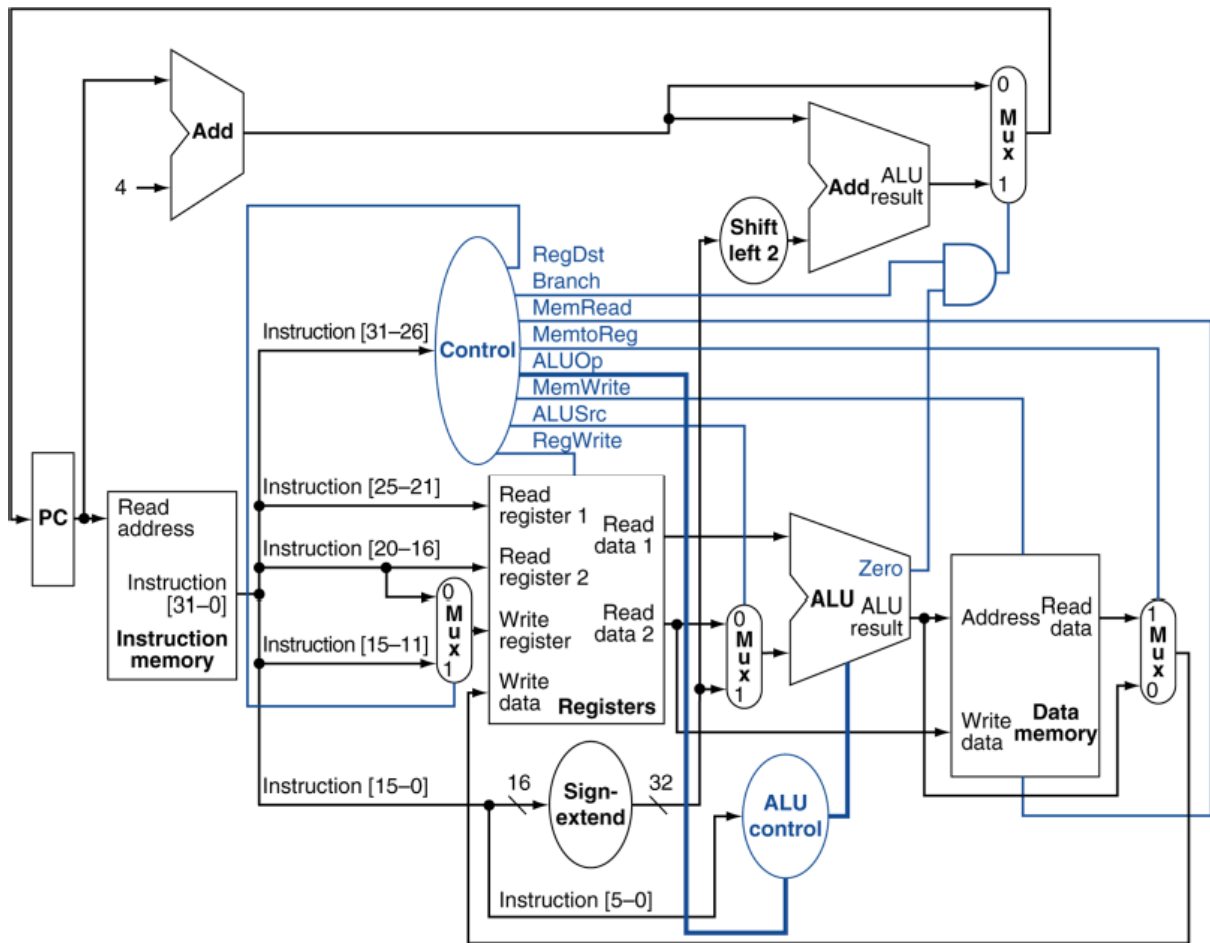 0
Mux
1
Add
4
Add
ALU
result
Shift
left 2
RegDst
Branch
MemRead
MemtoReg
ALUOp
MemWrite
ALUSrc
RegWrite
Control
Instruction [31–26]
Instruction [25–21]
Instruction [20–16]
Instruction [15–11]
Instruction [15–0]
Instruction [5–0]
PC
Read
address
Instruction
[31–0]
Instruction
memory
0
Mux
1
Read
register 1
Read
register 2
Write
register
Write
data
Read
data 1
Read
data 2
Registers
0
Mux
1
Zero
ALU
ALU
result
Address
Read
data
Write
data
Data
memory
1
Mux
0
16
Sign-
extend
32
ALU
control